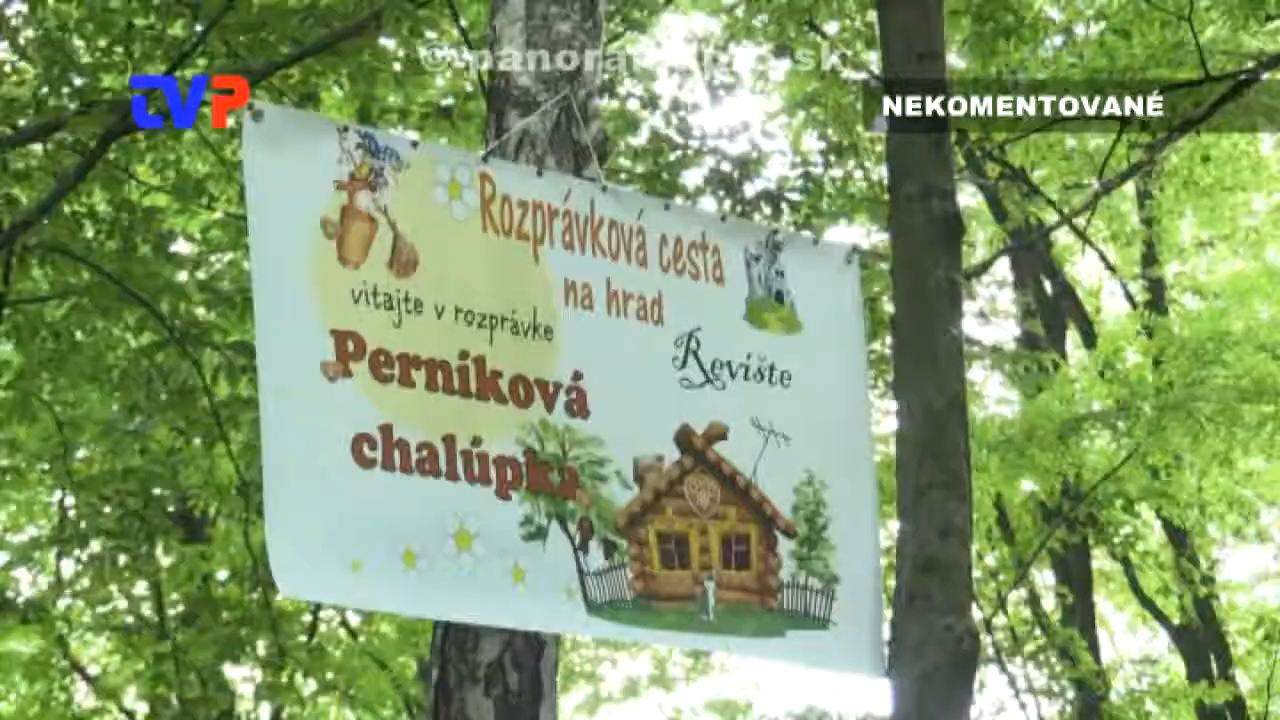 TVP
NEKOMENTOVANÉ
Rozprávková cesta
na hrad
Revište
vitajte v rozprávke
Perníková
chalúpka